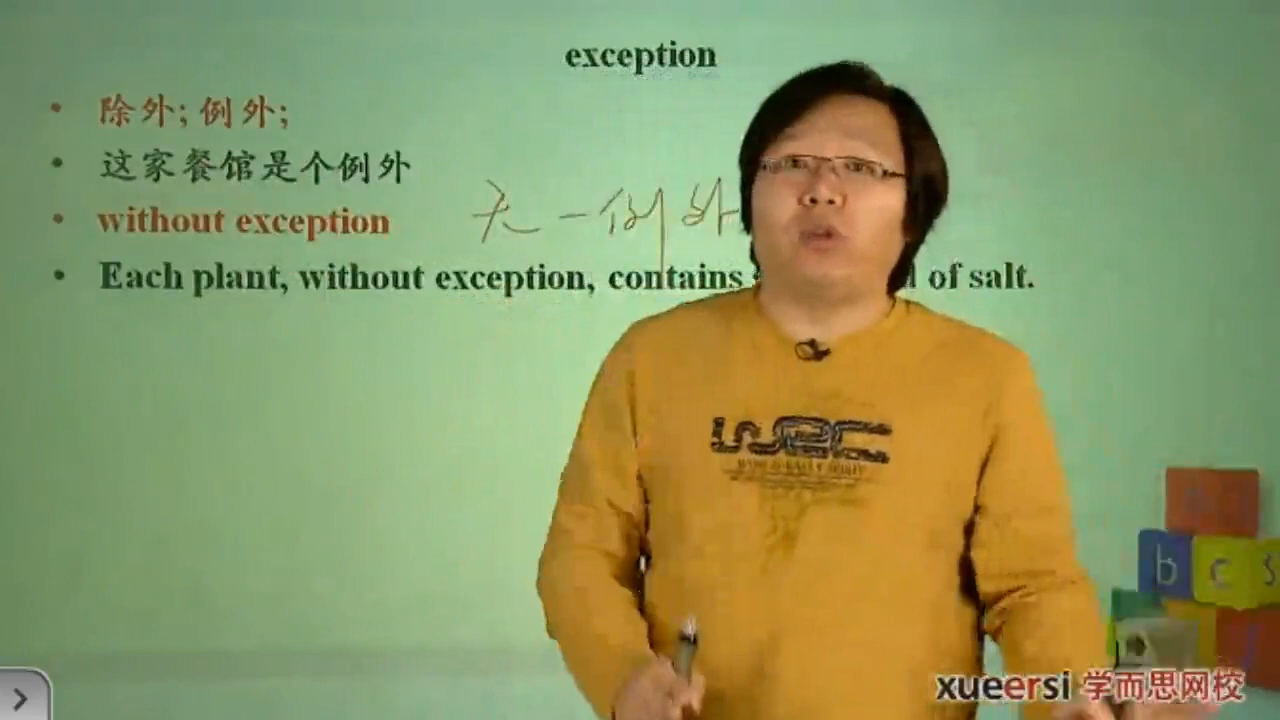 exception
• 除外; 例外;
• 这家餐馆是个例外
• without exception
无一例外
• Each plant, without exception, contains of salt.
WRC
b c s
xueersi 学而思网校